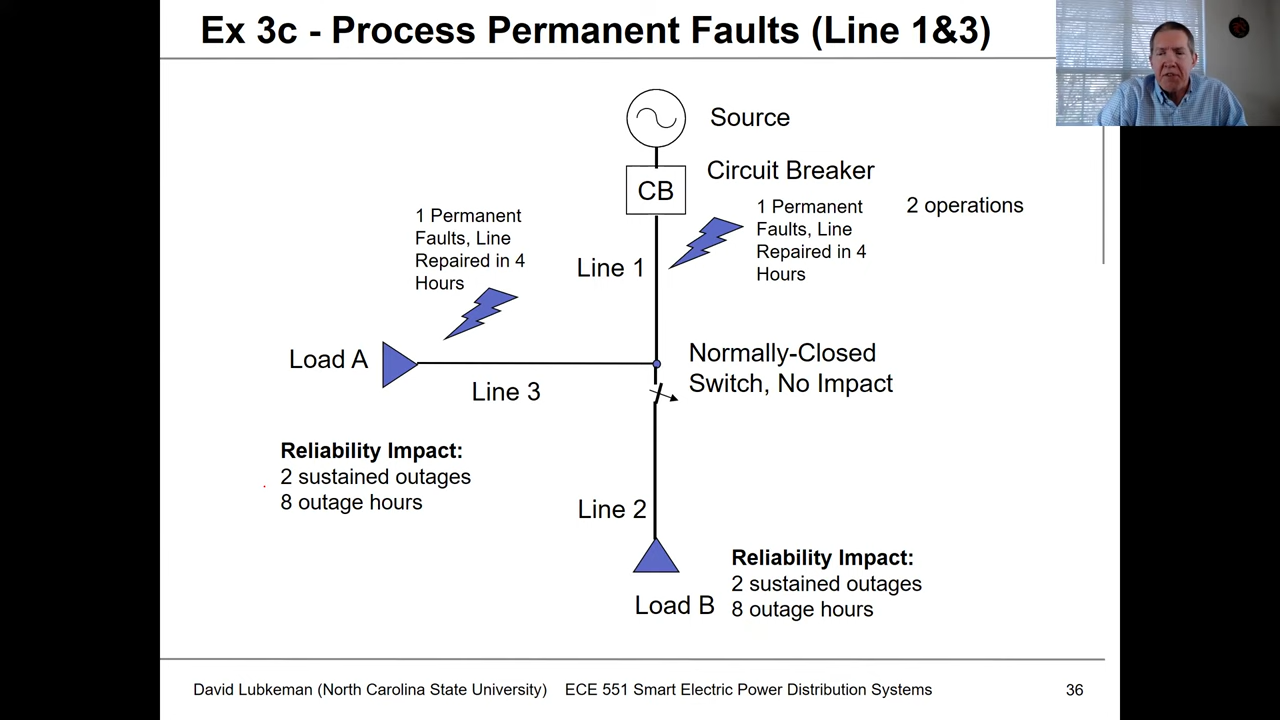 Ex 3c - Process Permanent Faults (Line 1&3)
Source
CB
Circuit Breaker
1 Permanent
Faults, Line
Repaired in 4
Hours
2 operations
1 Permanent
Faults, Line
Repaired in 4
Hours
Line 1
Load A
Line 3
Normally-Closed
Switch, No Impact
Reliability Impact:
2 sustained outages
8 outage hours
Line 2
Load B
Reliability Impact:
2 sustained outages
8 outage hours
David Lubkeman (North Carolina State University)
ECE 551 Smart Electric Power Distribution Systems
36